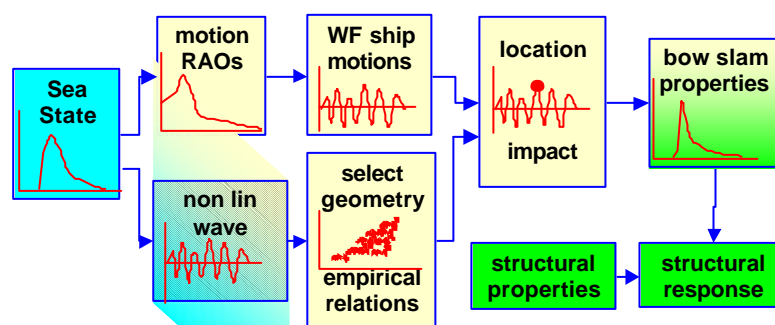 Sea
State
motion
RAOs
WF ship
motions
location
impact
bow slam
properties
non lin
wave
select
geometry
empirical
relations
structural
properties
structural
response